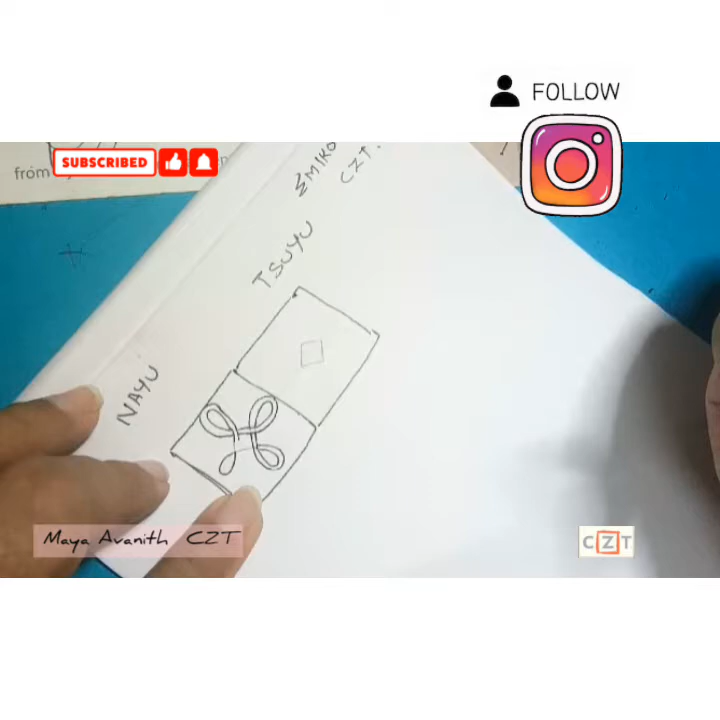 FOLLOW
SUBSCRIBED
from
EMIKO
CZT.
TSUYU
NAYU
Maya Avanith CZT
CZT